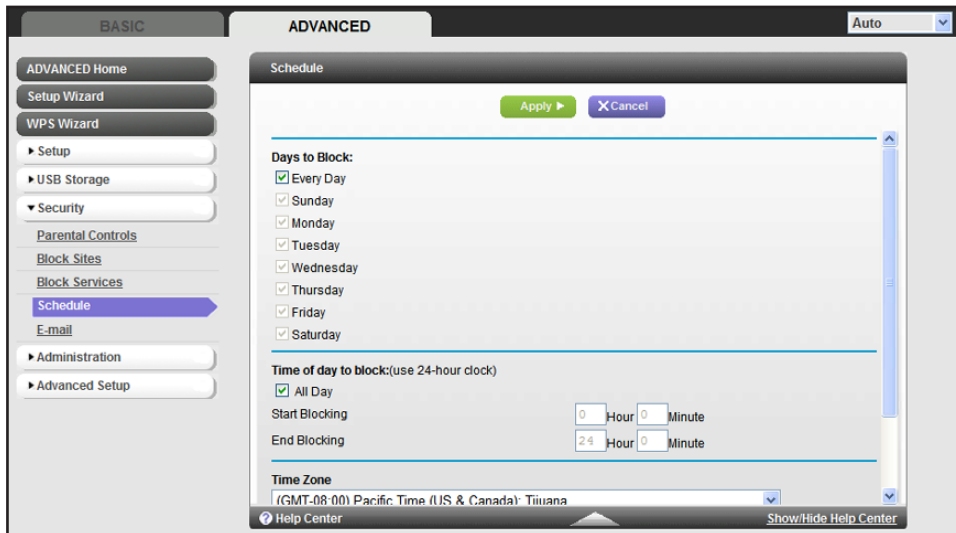 BASIC
ADVANCED
Auto
ADVANCED Home
Setup Wizard
WPS Wizard
Setup
USB Storage
Security
Parental Controls
Block Sites
Block Services
Schedule
E-mail
Administration
Advanced Setup
Schedule
Apply
Cancel
Days to Block:
Every Day
Sunday
Monday
Tuesday
Wednesday
Thursday
Friday
Saturday
Time of day to block:(use 24-hour clock)
All Day
Start Blocking 0 Hour 0 Minute
End Blocking 24 Hour 0 Minute
Time Zone
(GMT-08:00) Pacific Time (US & Canada); Tijuana
Help Center
Show/Hide Help Center